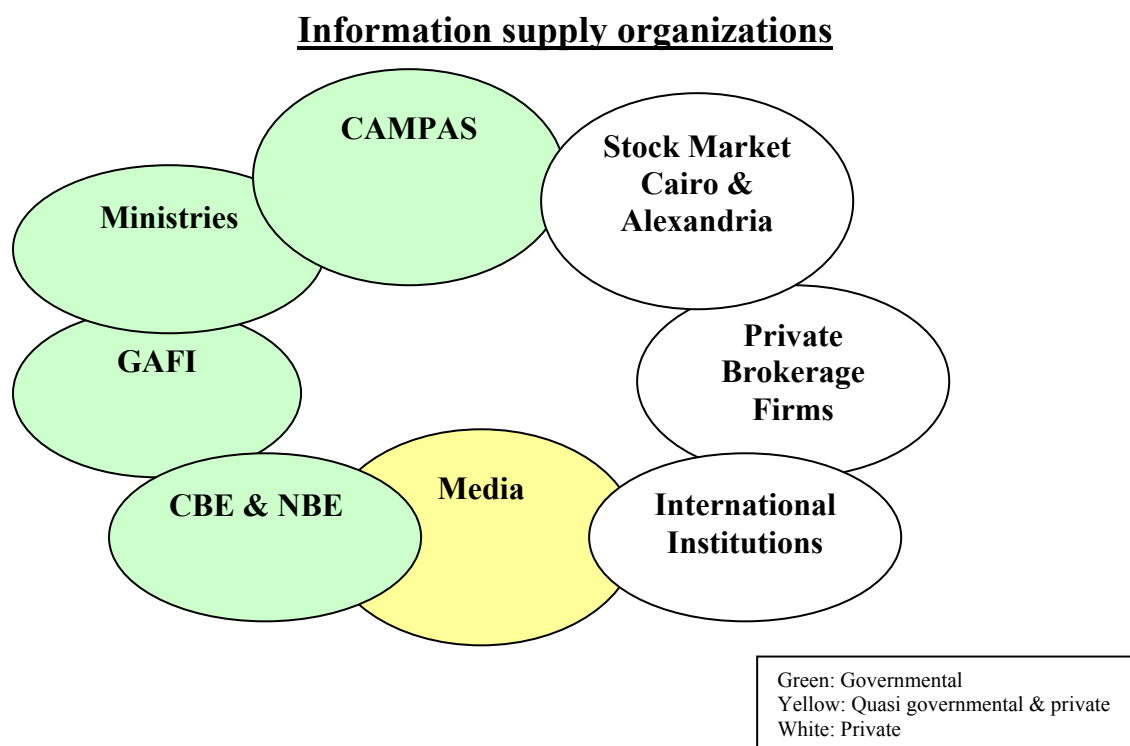 Information supply organizations
CAMPAS
Stock Market
Cairo &
Alexandria
Ministries
Private
Brokerage
Firms
GAFI
Media
CBE & NBE
International
Institutions
Green: Governmental
Yellow: Quasi governmental & private
White: Private